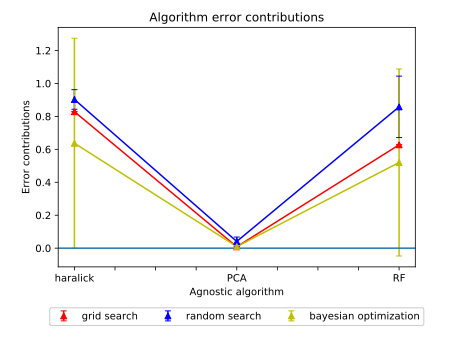 Algorithm error contributions
Error contributions
1.2
1.0
0.8
0.6
0.4
0.2
0.0
haralick PCA RF
Agnostic algorithm
grid search random search bayesian optimization